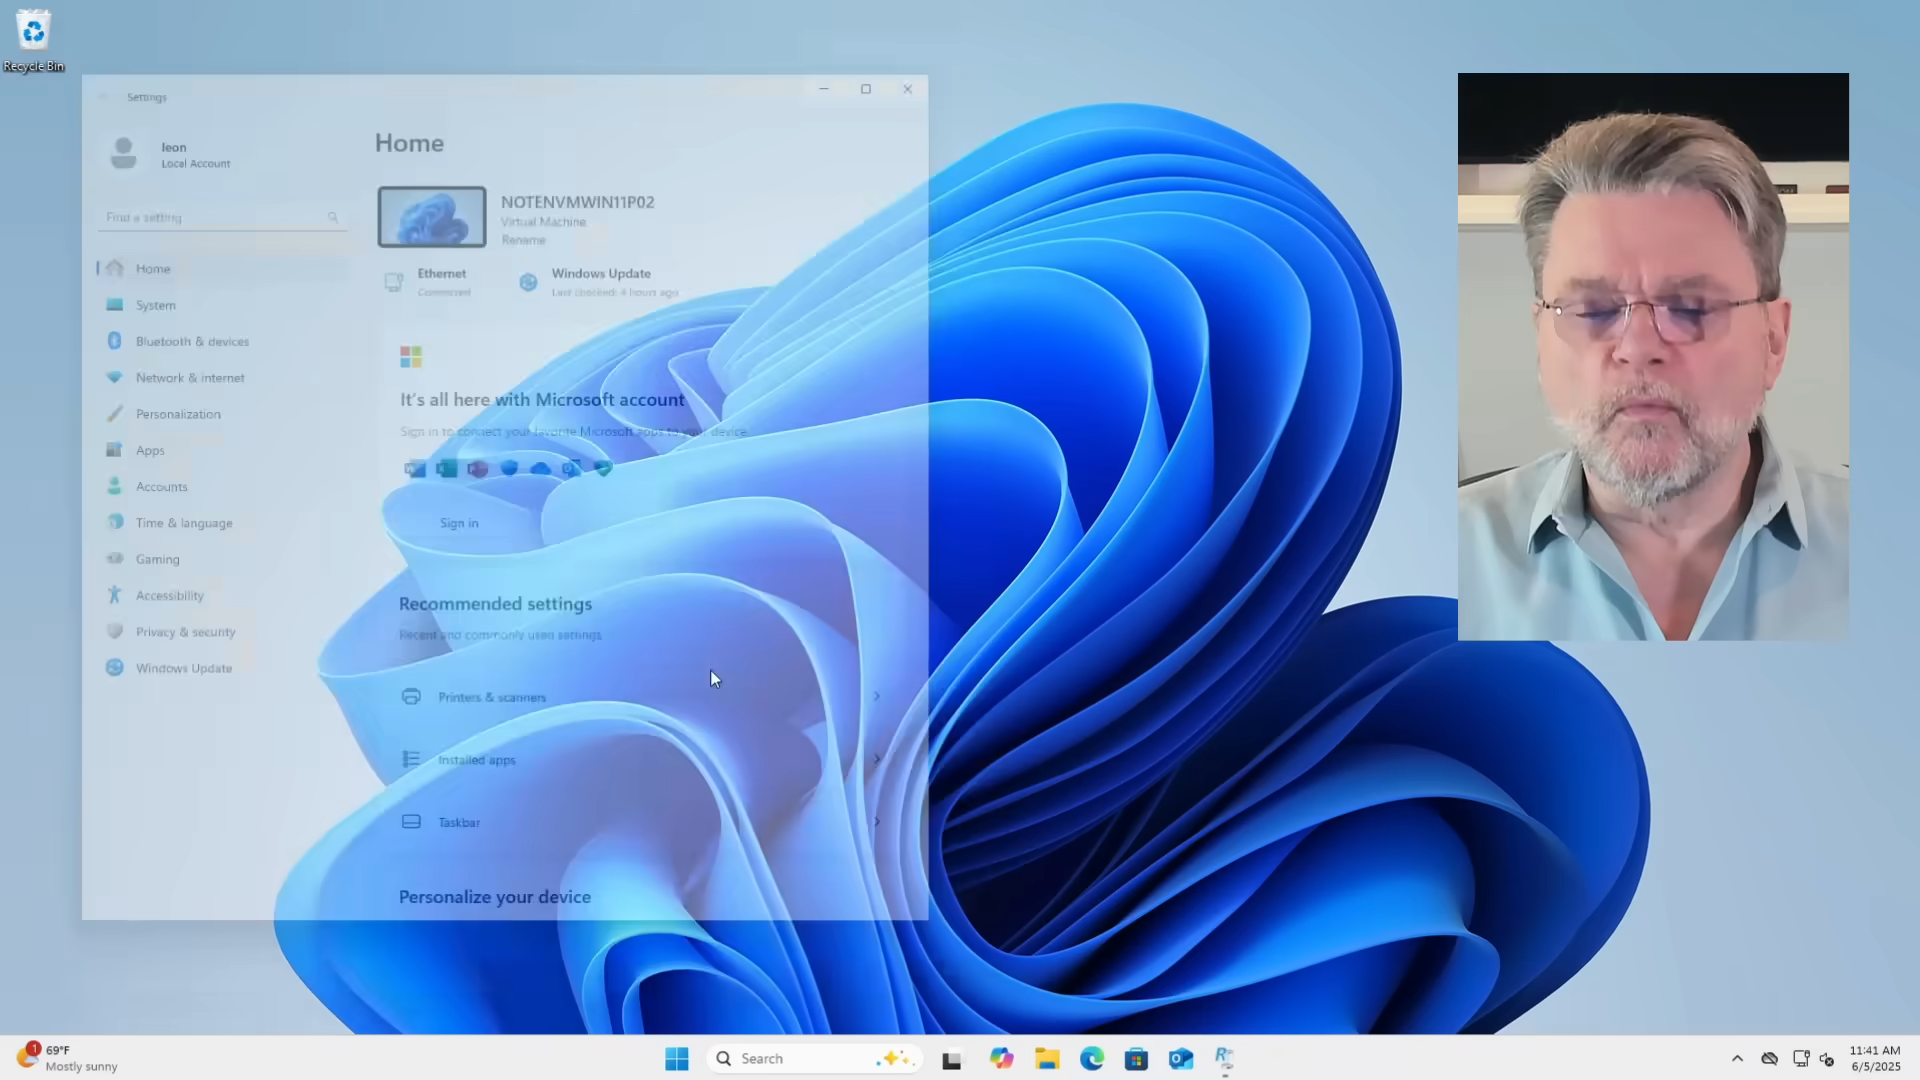 Recycle Bin
Settings
leon
Local Account
Find a setting
Home
System
Bluetooth & devices
Network & internet
Personalization
Apps
Accounts
Time & language
Gaming
Accessibility
Privacy & security
Windows Update
Home
NOTENVMWIN11P02
Virtual Machine
Rename
Ethernet
Connected
Windows Update
Last checked: 4 hours ago
It's all here with Microsoft account
Sign in to connect your favorite Microsoft apps to your device.
Sign in
Recommended settings
Recent and commonly used settings
Printers & scanners
Installed apps
Taskbar
Personalize your device
1
69°F
Mostly sunny
Search
11:41 AM
6/5/2025